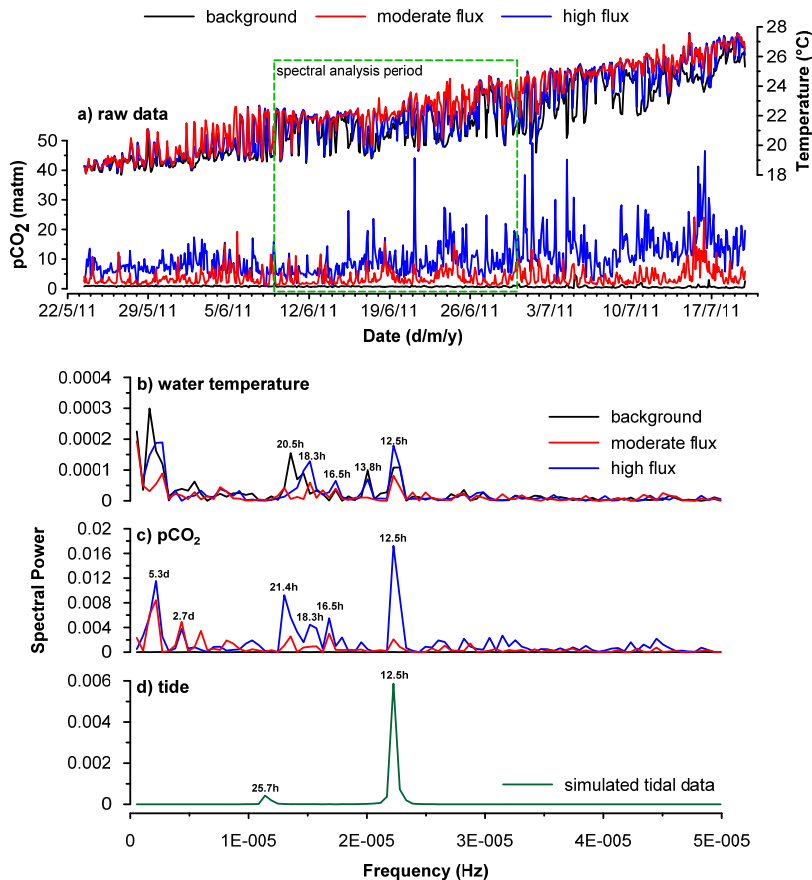 background moderate flux high flux
spectral analysis period
a) raw data
28
26
24
22
20
18
Temperature (°C)
50
40
30
20
10
0
pCO2 (matm)
22/5/11 29/5/11 5/6/11 12/6/11 19/6/11 26/6/11 3/7/11 10/7/11 17/7/11
Date (d/m/y)
b) water temperature
0.0004
0.0003
0.0002
0.0001
0
20.5h
18.3h
16.5h
13.8h
12.5h
background
moderate flux
high flux
c) pCO2
0.02
0.016
0.012
0.008
0.004
0
5.3d
2.7d
21.4h
18.3h
16.5h
12.5h
Spectral Power
d) tide
0.006
0.004
0.002
0
25.7h
12.5h
simulated tidal data
0 1E-005 2E-005 3E-005 4E-005 5E-005
Frequency (Hz)